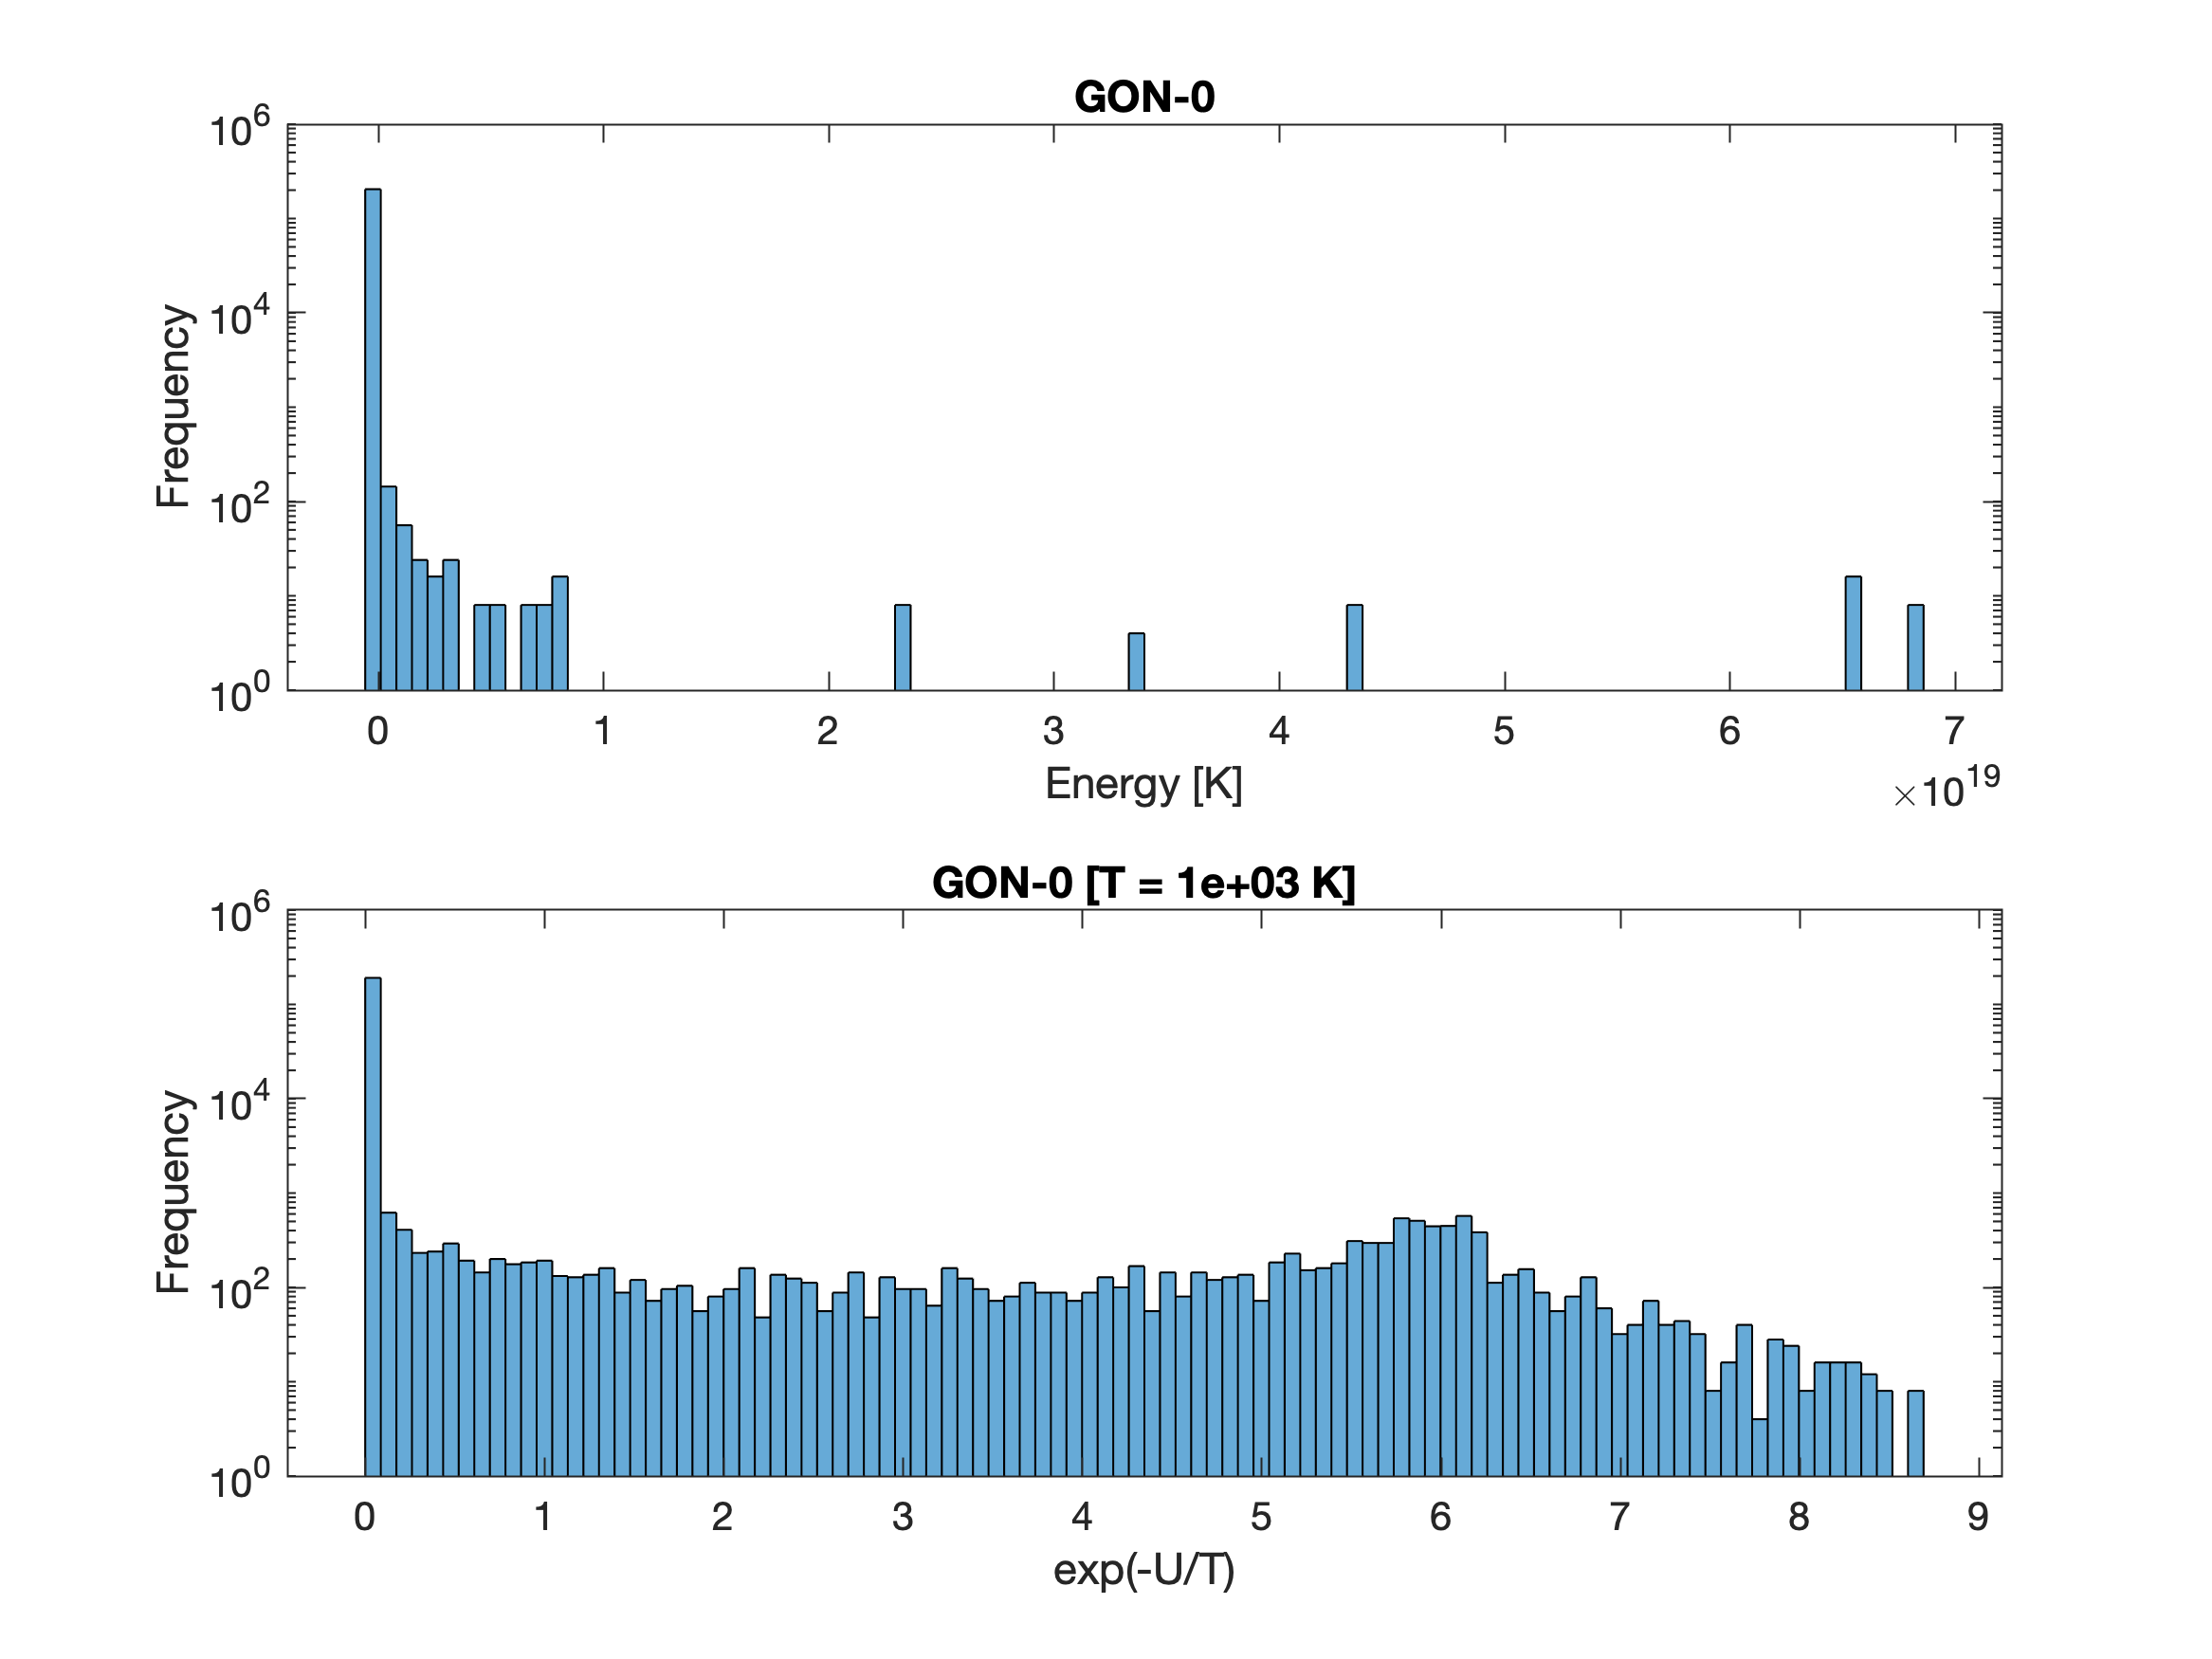 GON-0
10^6
10^4
10^2
10^0
Frequency
0 1 2 3 4 5 6 7
Energy [K]
×10^19
GON-0 [T = 1e+03 K]
10^6
10^4
10^2
10^0
Frequency
0 1 2 3 4 5 6 7 8 9
exp(-U/T)